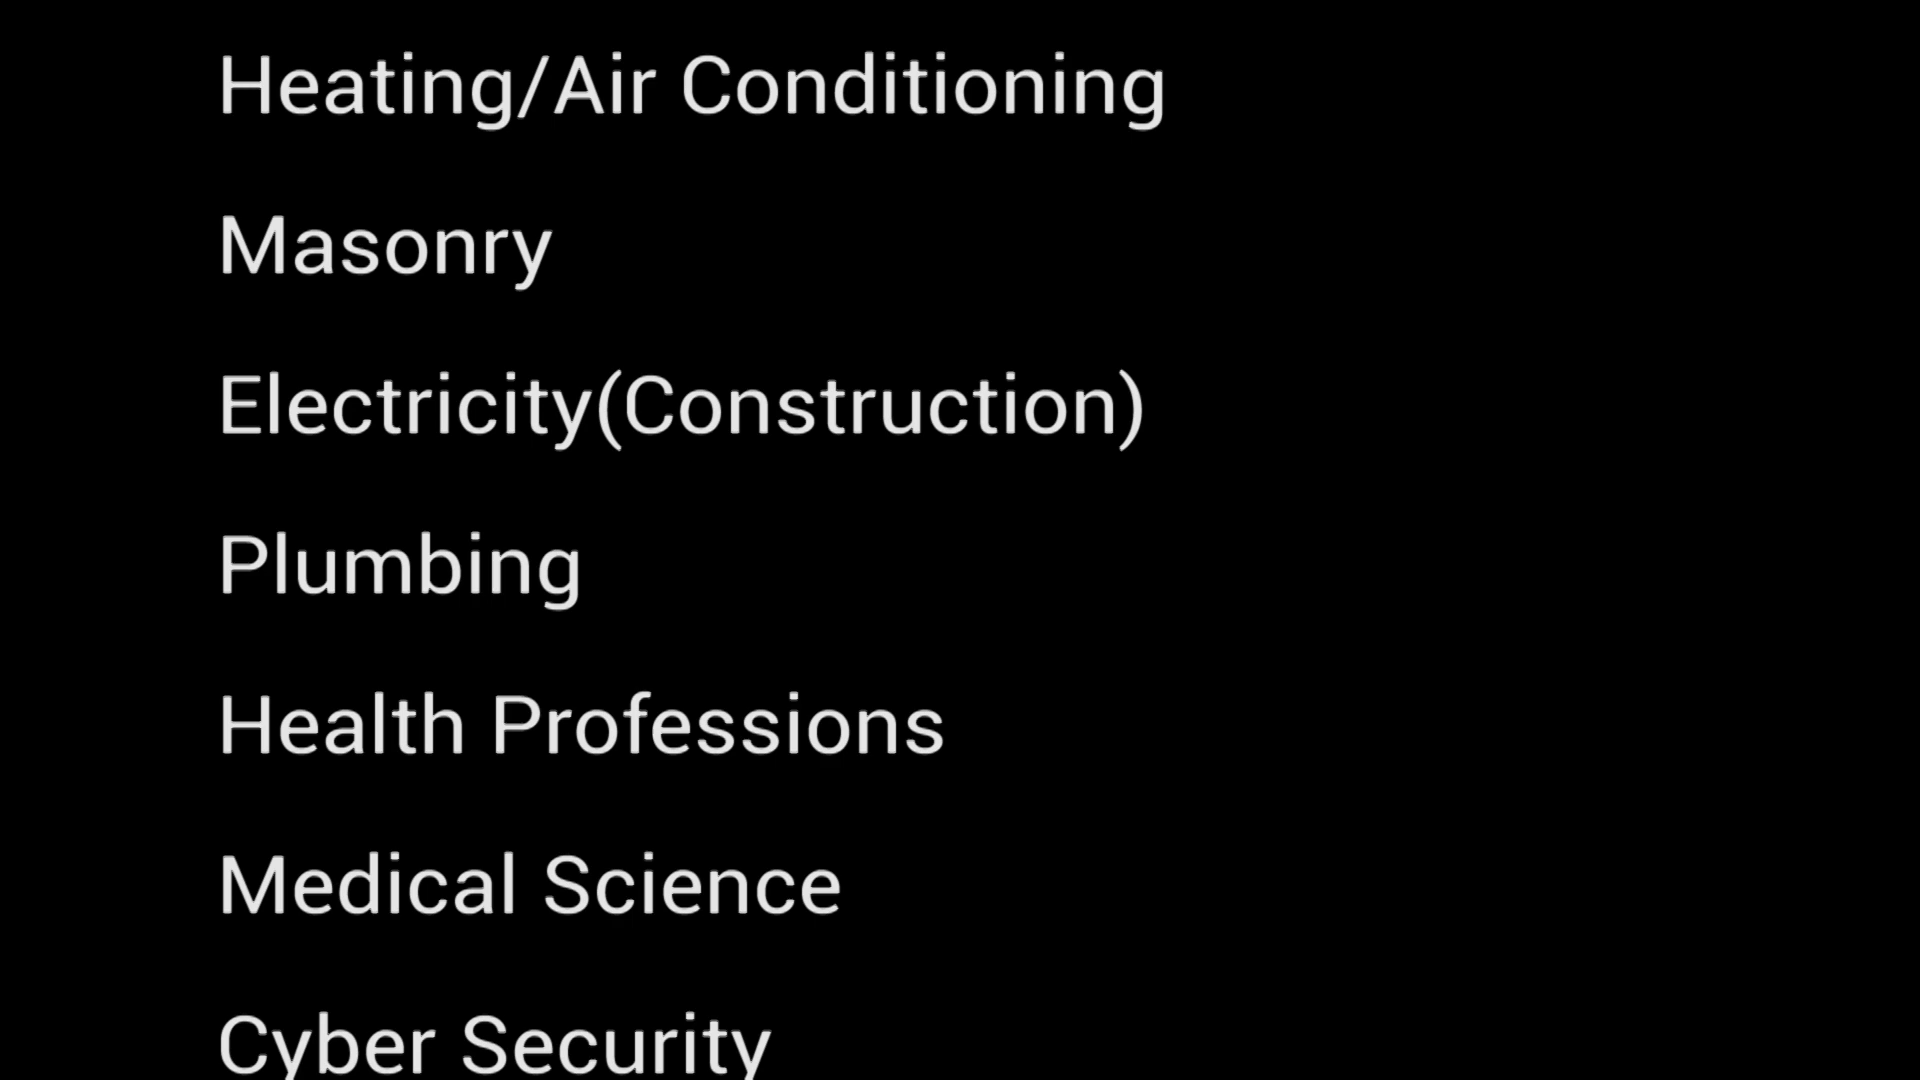 Heating/Air Conditioning
Masonry
Electricity(Construction)
Plumbing
Health Professions
Medical Science
Cyber Security